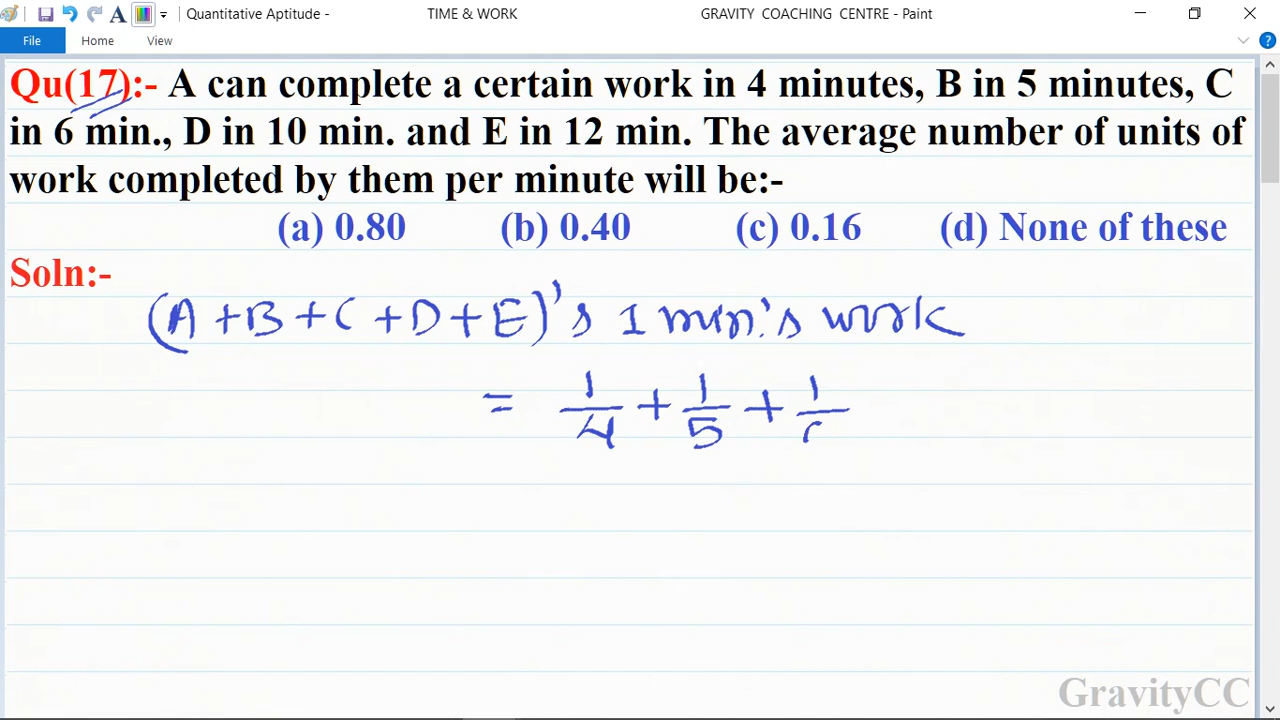 Quantitative Aptitude - TIME & WORK GRAVITY COACHING CENTRE - Paint
File Home View
Qu(17):- A can complete a certain work in 4 minutes, B in 5 minutes, C
in 6 min., D in 10 min. and E in 12 min. The average number of units of
work completed by them per minute will be:-
(a) 0.80 (b) 0.40 (c) 0.16 (d) None of these
Soln:-
(A+B+C+D+E)'s 1 min.'s work
= 1/4 + 1/5 + 1/
GravityCC